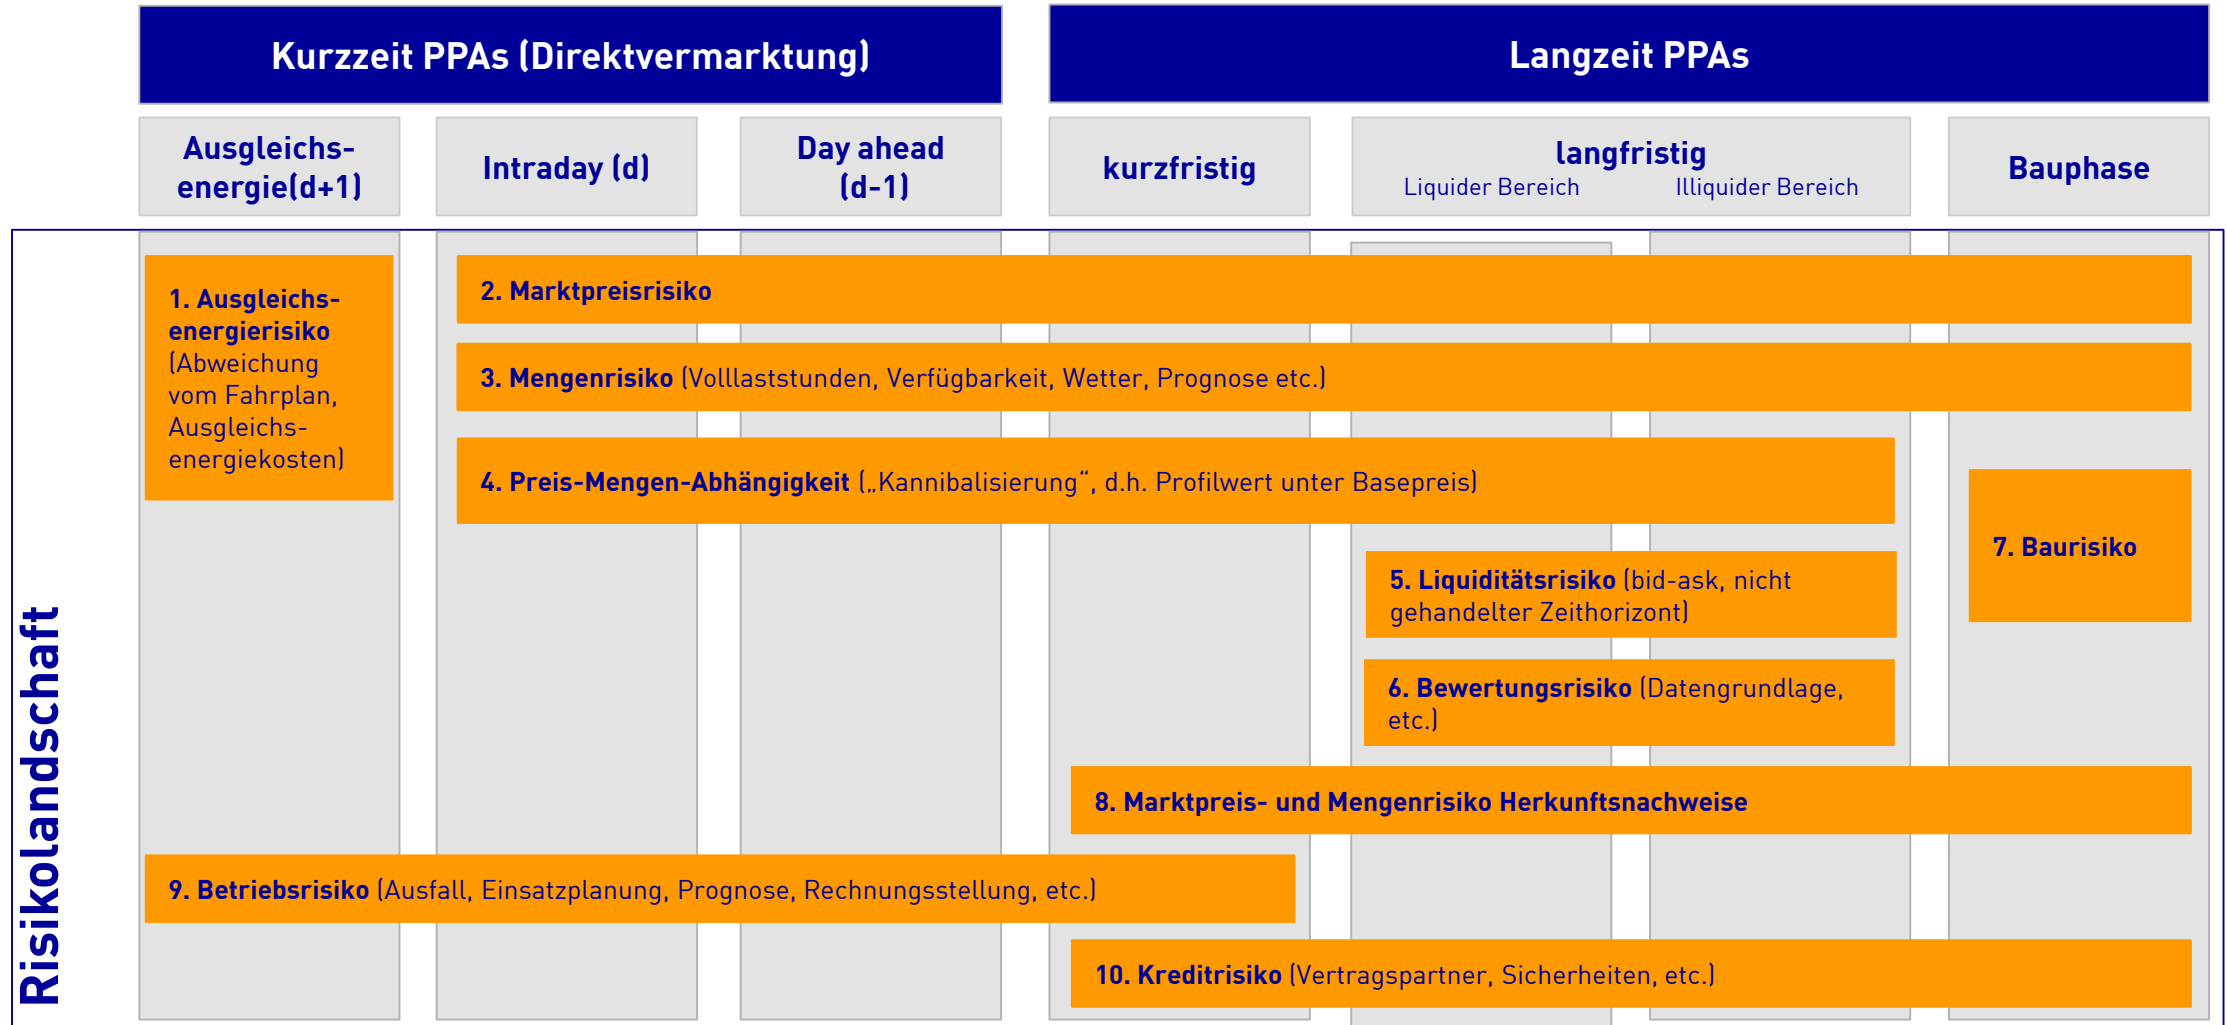 Kurzzeit PPAs (Direktvermarktung)
Langzeit PPAs
Ausgleichs-
energie(d+1)
Intraday (d)
Day ahead
(d-1)
kurzfristig
langfristig
Liquider Bereich
Illiquider Bereich
Bauphase
Risikolandschaft
1. Ausgleichs-
energierisiko
(Abweichung
vom Fahrplan,
Ausgleichs-
energiekosten)
2. Marktpreisrisiko
3. Mengenrisiko (Volllaststunden, Verfügbarkeit, Wetter, Prognose etc.)
4. Preis-Mengen-Abhängigkeit („Kannibalisierung“, d.h. Profilwert unter Basepreis)
5. Liquiditätsrisiko (bid-ask, nicht
gehandelter Zeithorizont)
6. Bewertungsrisiko (Datengrundlage,
etc.)
7. Baurisiko
8. Marktpreis- und Mengenrisiko Herkunftsnachweise
9. Betriebsrisiko (Ausfall, Einsatzplanung, Prognose, Rechnungsstellung, etc.)
10. Kreditrisiko (Vertragspartner, Sicherheiten, etc.)